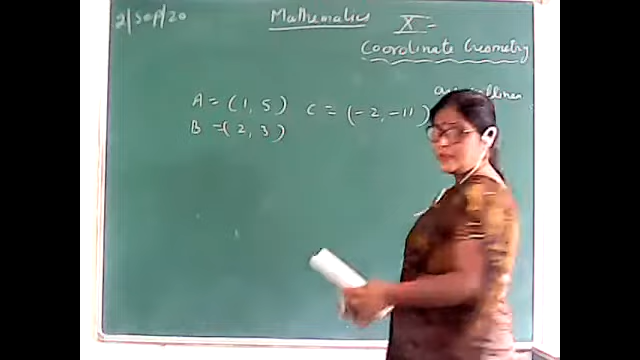 2/Sep/20 Mathematics X
Coordinate Geometry
A = (1, 5) C = (-2, -11)
B = (2, 3)